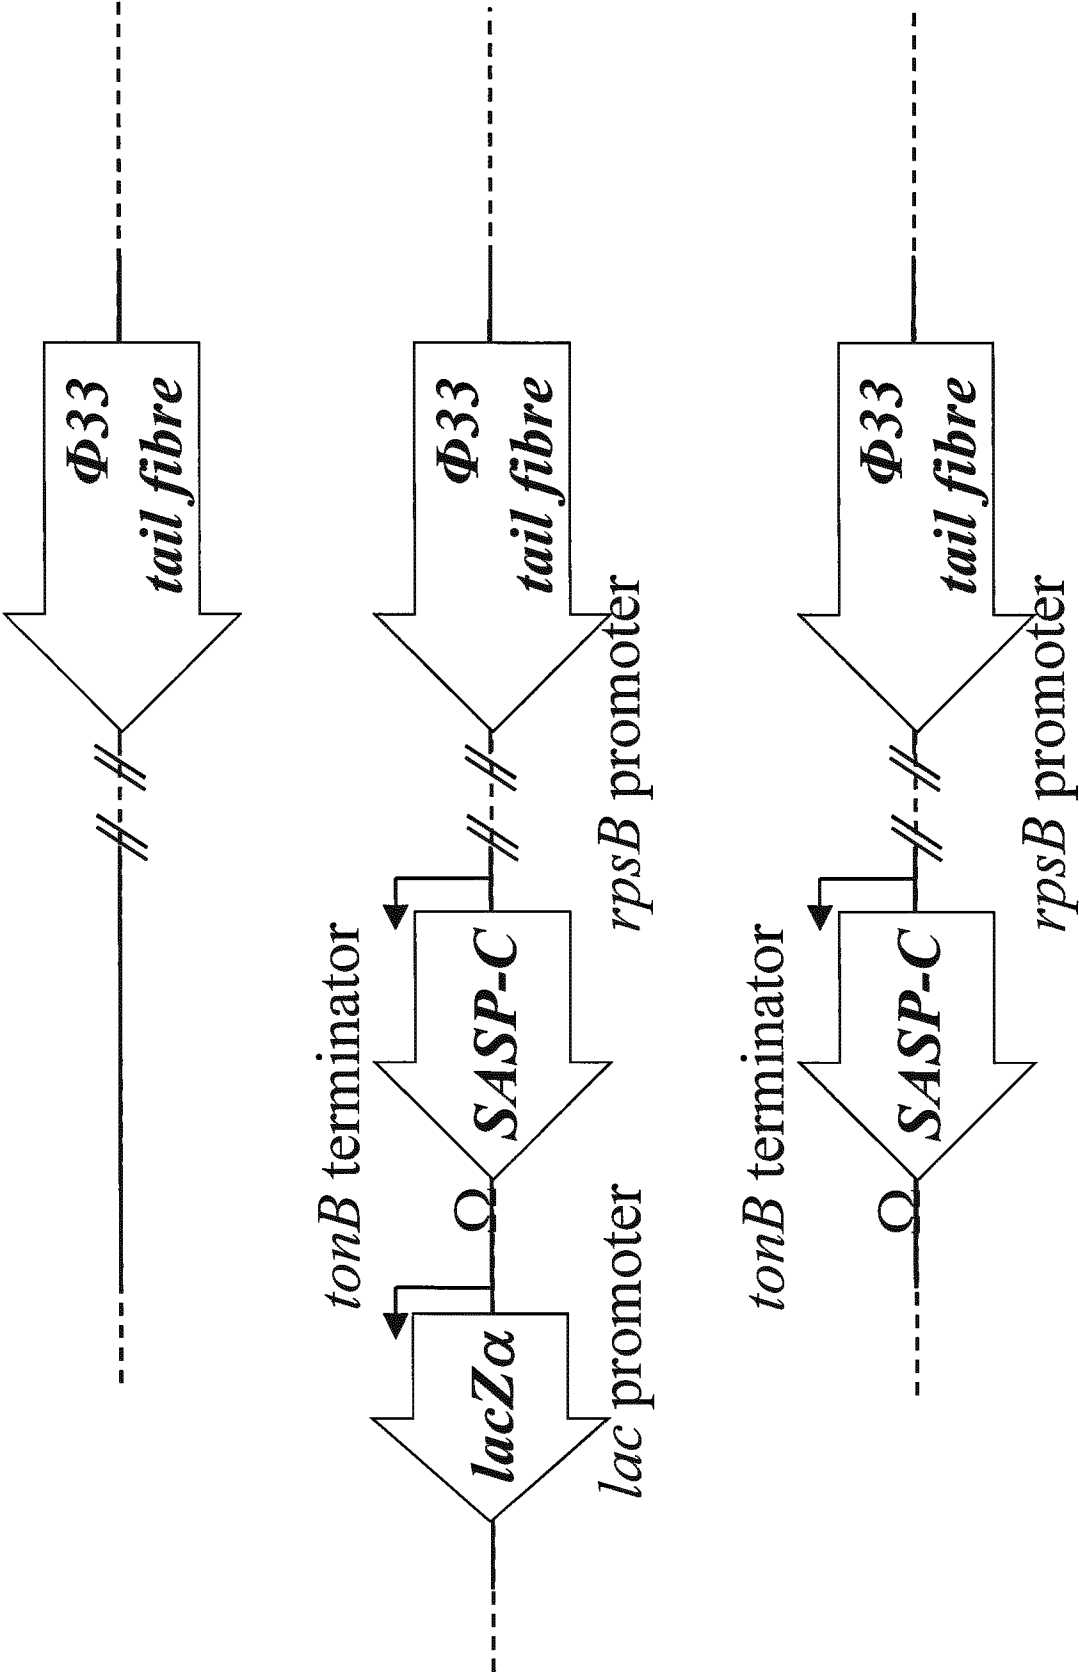 Φ33
tail fibre
tonB terminator
lacZα
Ω
SASP-C
Φ33
tail fibre
lac promoter
rpsB promoter
tonB terminator
Ω
SASP-C
Φ33
tail fibre
rpsB promoter